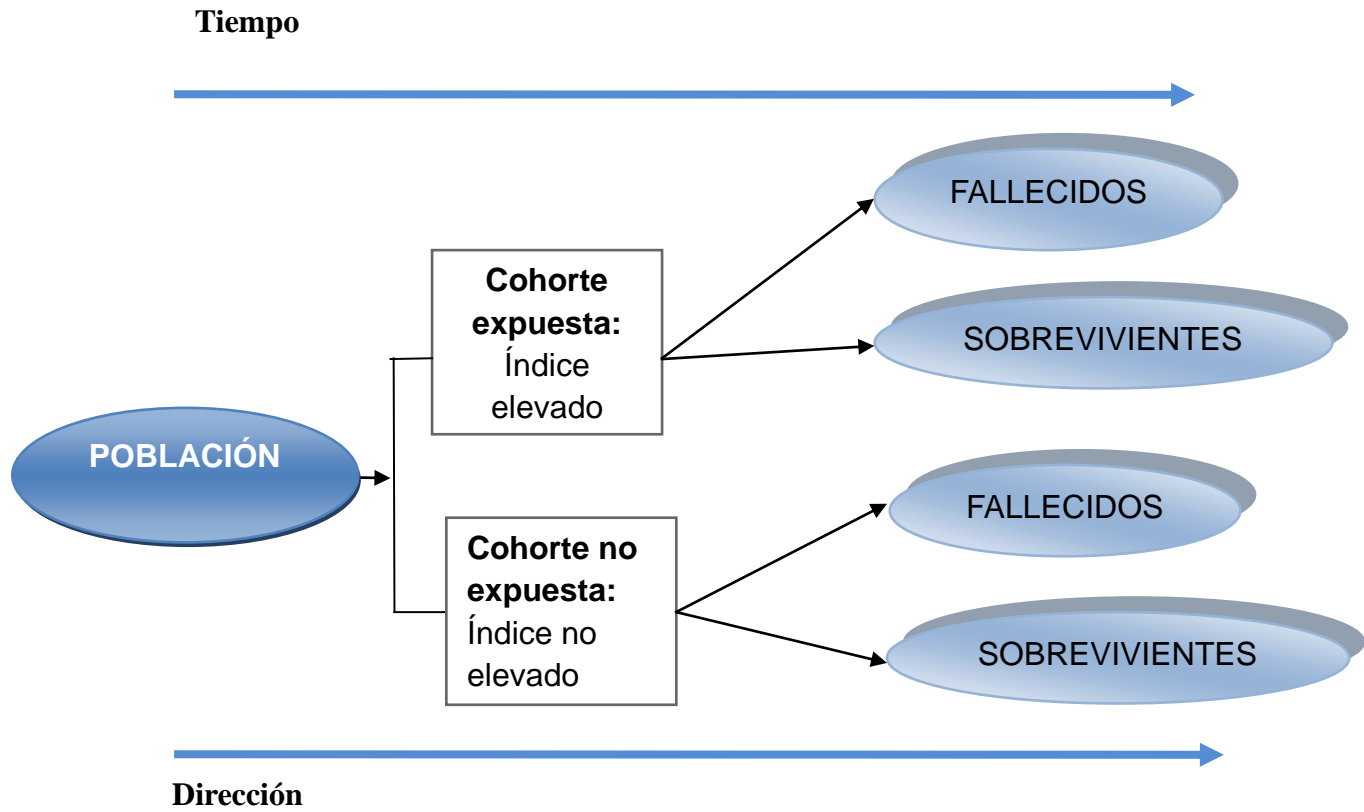 Tiempo
FALLECIDOS
Cohorte
expuesta:
Índice
elevado
SOBREVIVIENTES
POBLACIÓN
FALLECIDOS
Cohorte no
expuesta:
Índice no
elevado
SOBREVIVIENTES
Dirección